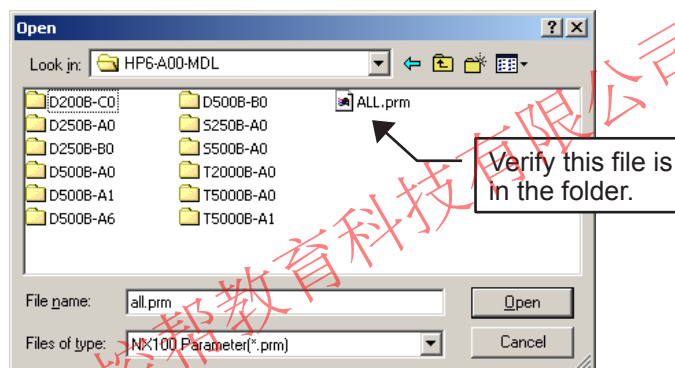 Open
Look in: HP6-A00-MDL
D200B-C0
D250B-A0
D250B-B0
D500B-A0
D500B-A1
D500B-A6
D500B-B0
S250B-A0
S500B-A0
T2000B-A0
T5000B-A0
T5000B-A1
ALL.prm
Verify this file is
in the folder.
File name: all.prm
Open
Files of type: NX100 Parameter(*.prm)
Cancel
帮教育科技有限公司